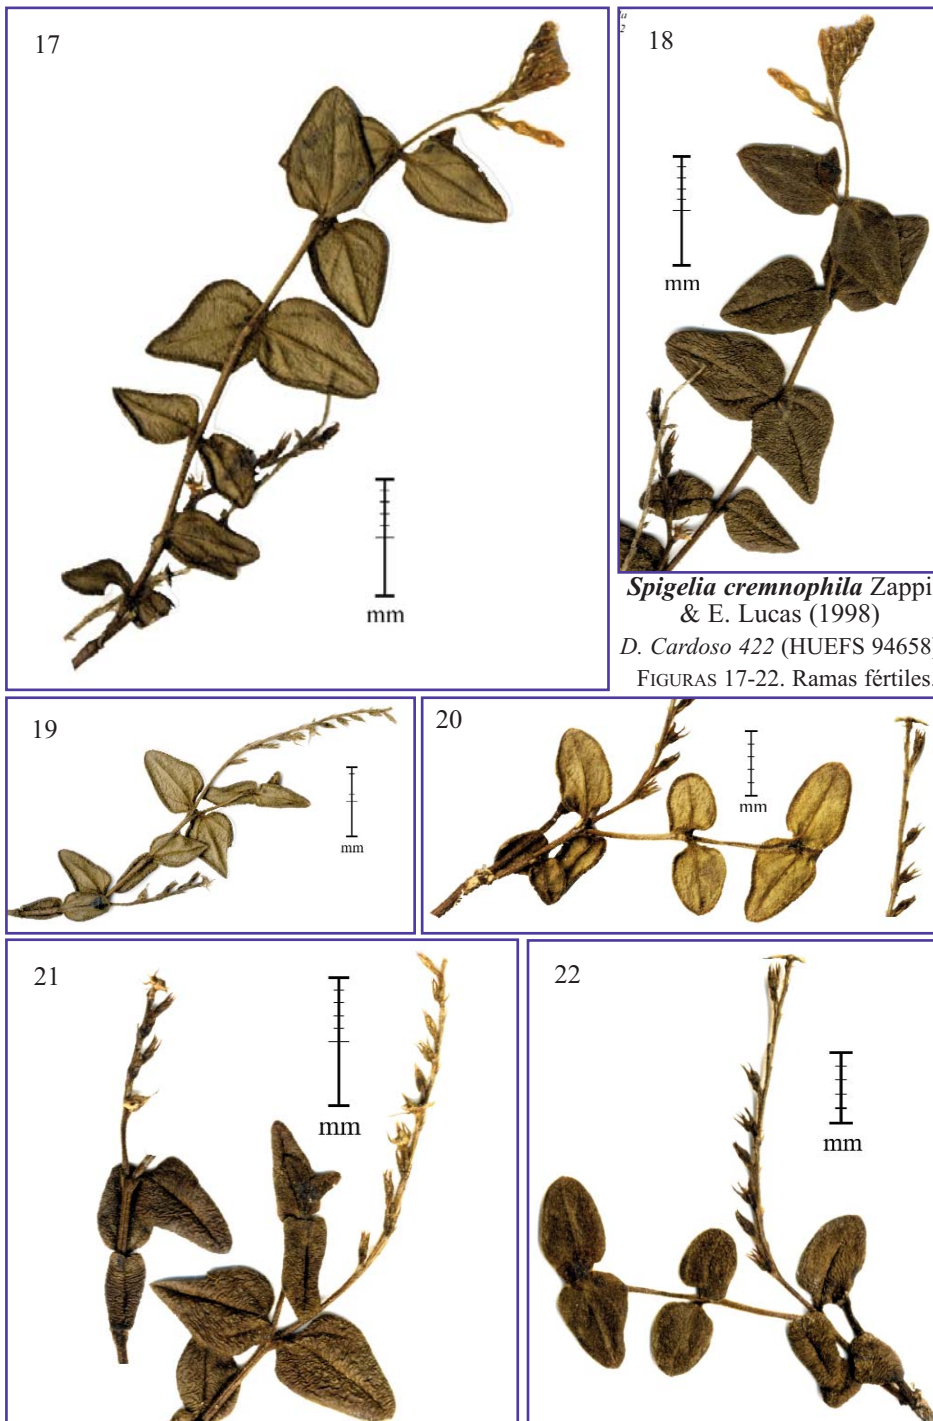 17
18
mm
mm
Spigelia cremnophila Zappi
& E. Lucas (1998)
D. Cardoso 422 (HUEFS 94658)
FIGURAS 17-22. Ramas fértiles.
19
mm
20
mm
21
mm
22
mm